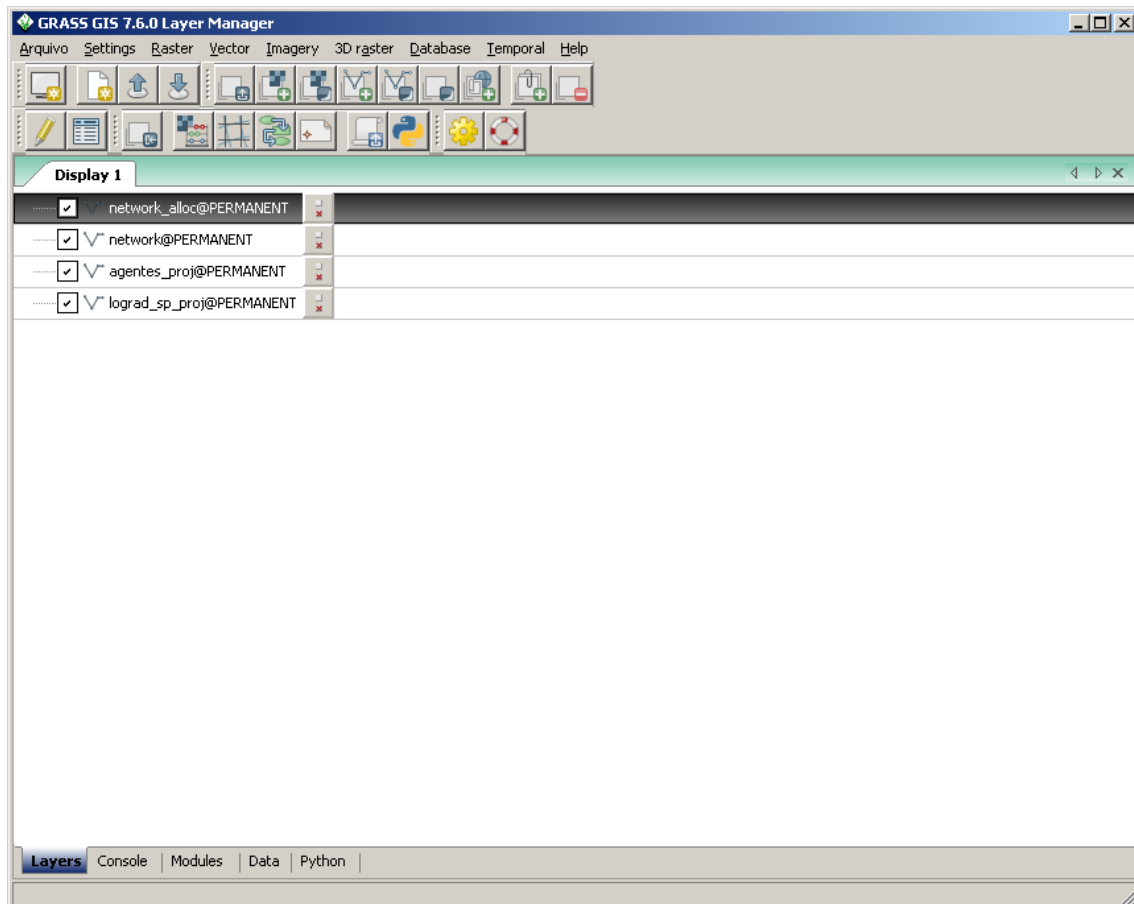 GRASS GIS 7.6.0 Layer Manager
Arquivo Settings Raster Vector Imagery 3D raster Database Temporal Help
Display 1
network_alloc@PERMANENT
network@PERMANENT
agentes_proj@PERMANENT
lograd_sp_proj@PERMANENT
Layers Console Modules Data Python